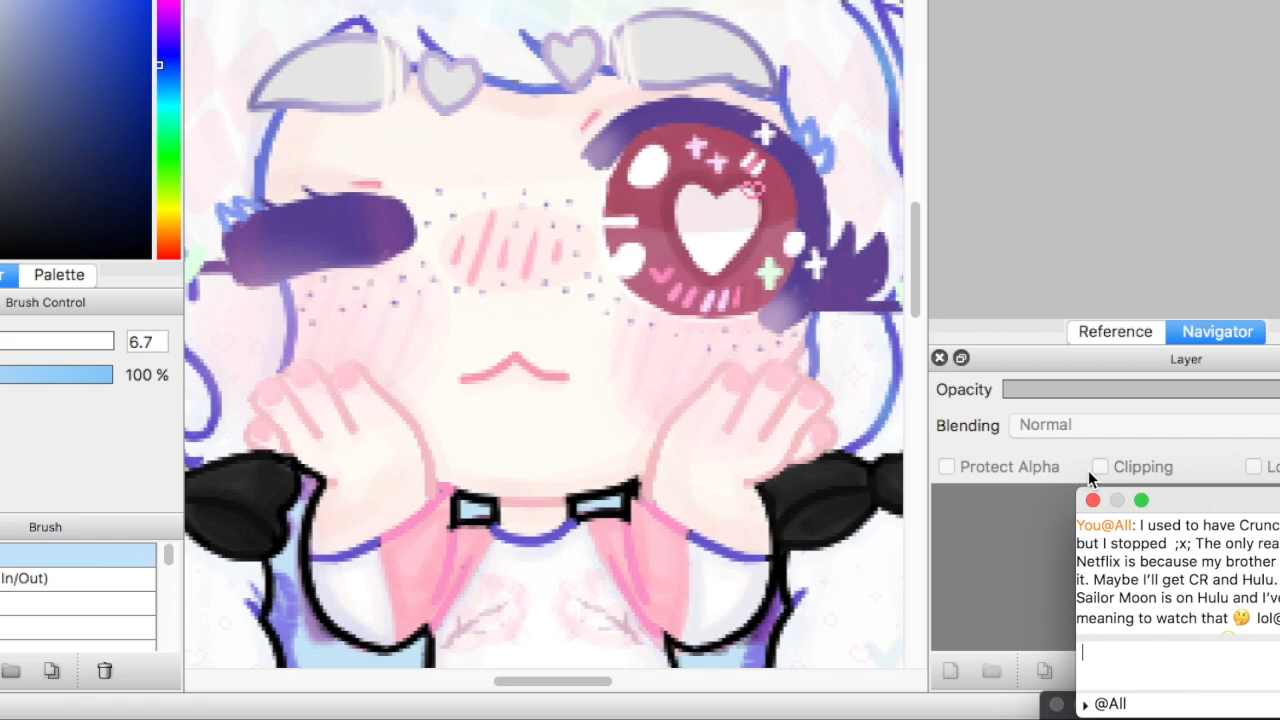 Palette
Brush Control
6.7
100 %
Brush
In/Out)
Reference
Navigator
Layer
Opacity
Blending
Normal
Protect Alpha
Clipping
Lo
You@All: I used to have Crunc
but I stopped ;x; The only rea
Netflix is because my brother
it. Maybe I'll get CR and Hulu.
Sailor Moon is on Hulu and I've
meaning to watch that 🤔 lol@
@All